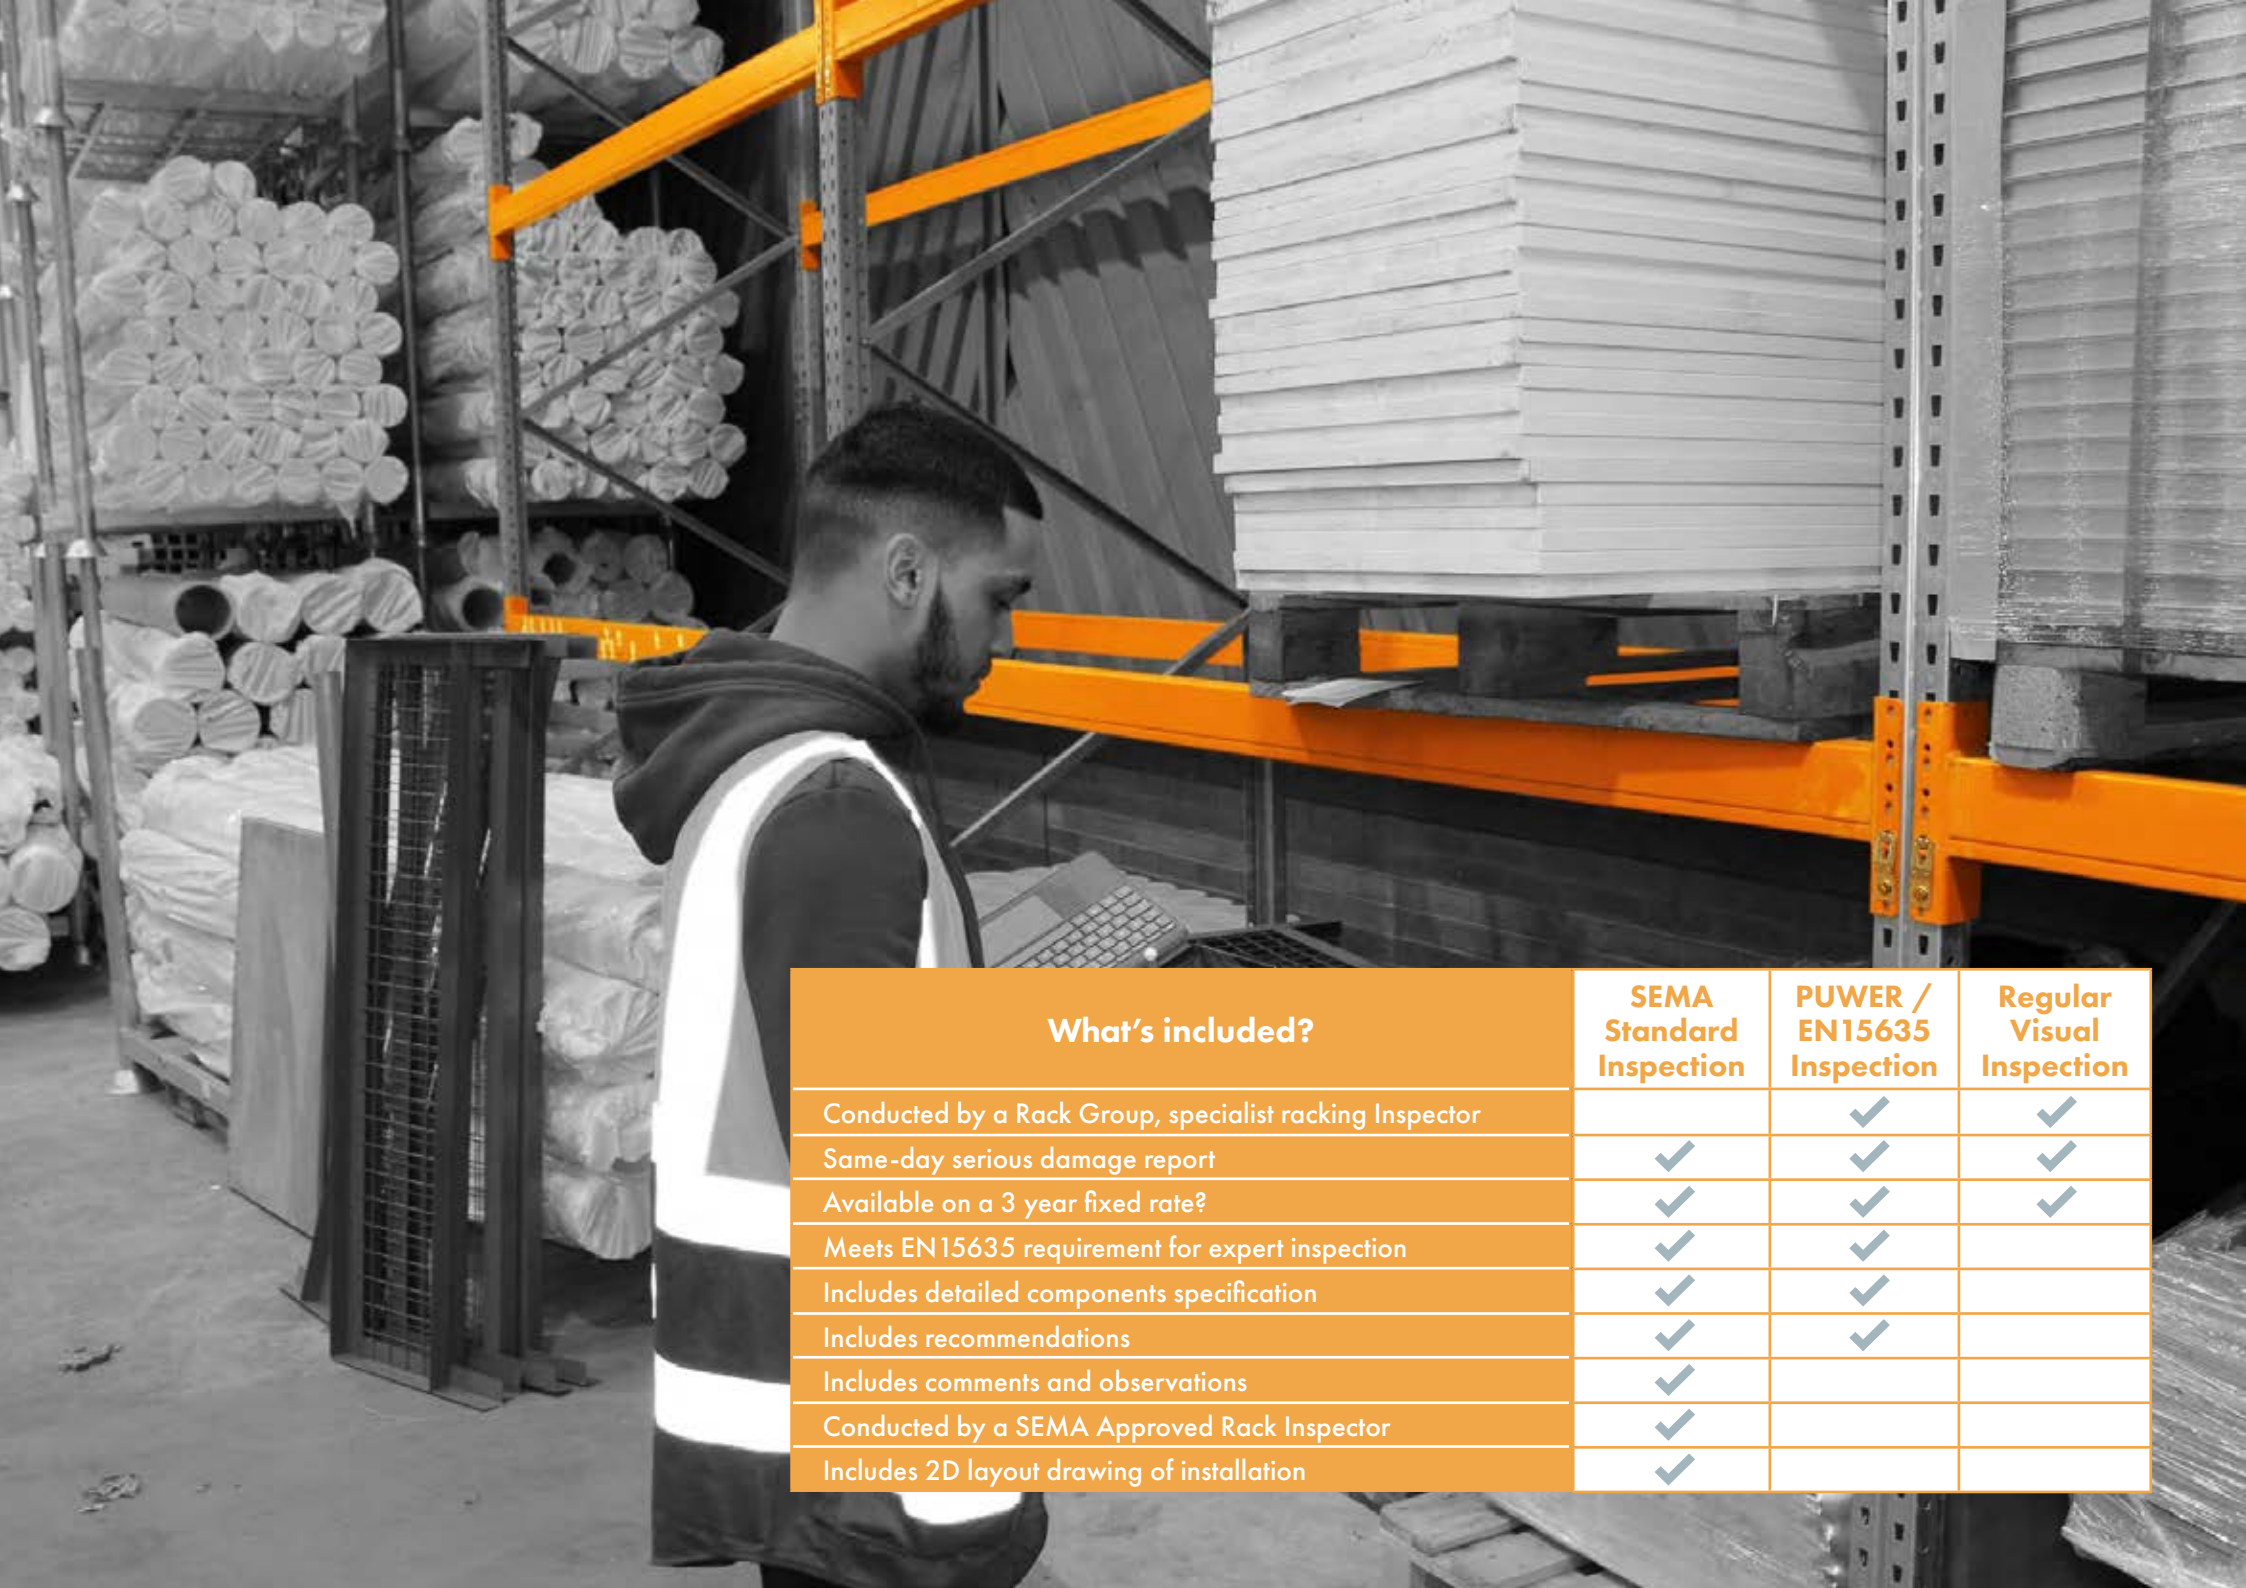 What's included?
SEMA
Standard
Inspection
PUWER /
EN15635
Inspection
Regular
Visual
Inspection
Conducted by a Rack Group, specialist racking Inspector
Same-day serious damage report
Available on a 3 year fixed rate?
Meets EN15635 requirement for expert inspection
Includes detailed components specification
Includes recommendations
Includes comments and observations
Conducted by a SEMA Approved Rack Inspector
Includes 2D layout drawing of installation